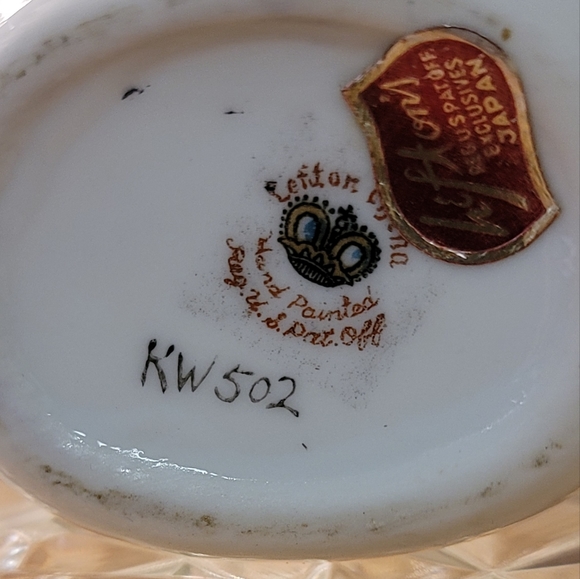 Lefton's
REG. U.S. PAT. OFF.
EXCLUSIVES
JAPAN
Lefton China
Hand Painted
Reg. U.S. Pat. Off.
KW502